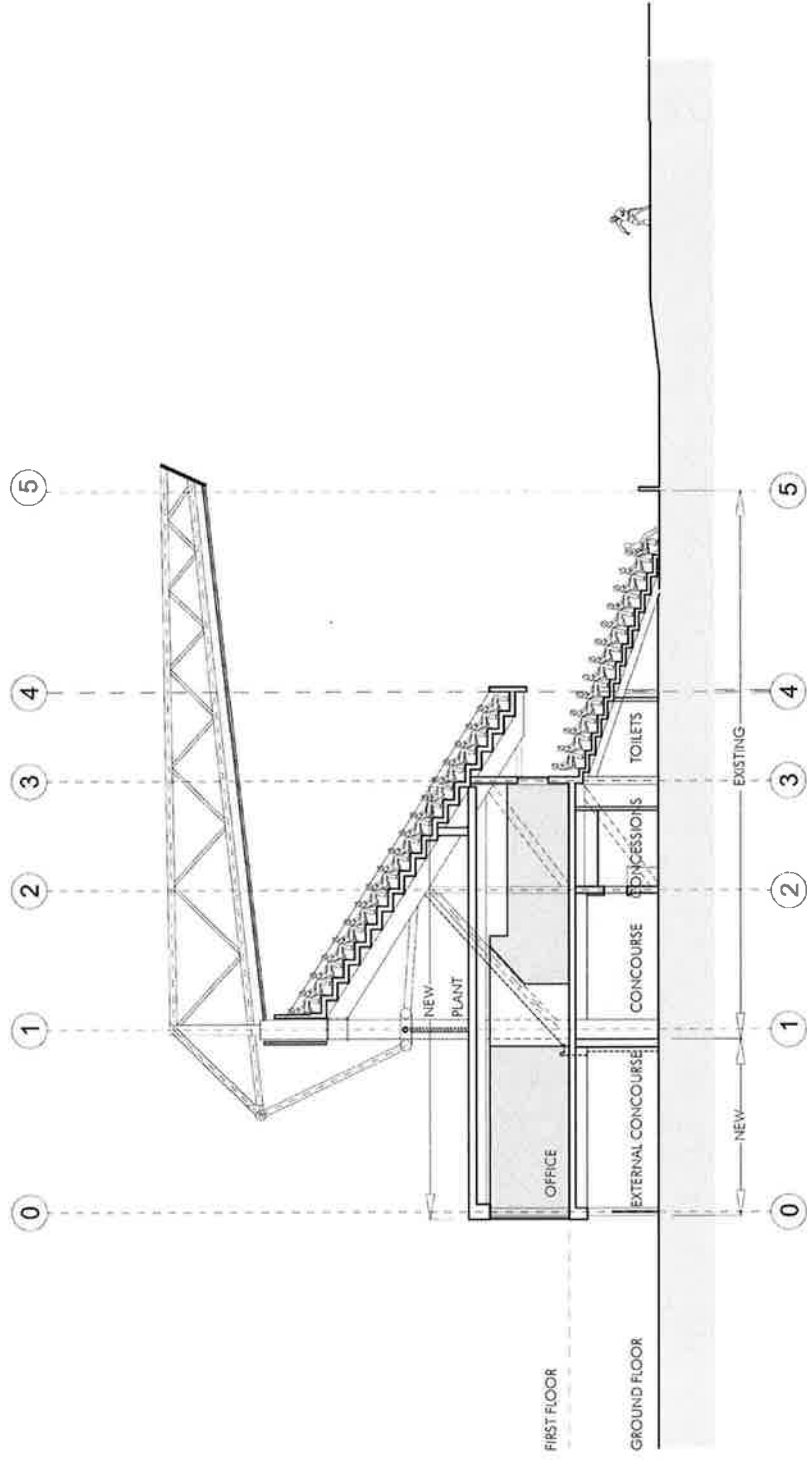 0 1 2 3 4 5
NEW
PLANT
OFFICE
FIRST FLOOR
EXTERNAL CONCOURSE CONCOURSE CONCESSIONS TOILETS
GROUND FLOOR
NEW EXISTING
0 1 2 3 4 5